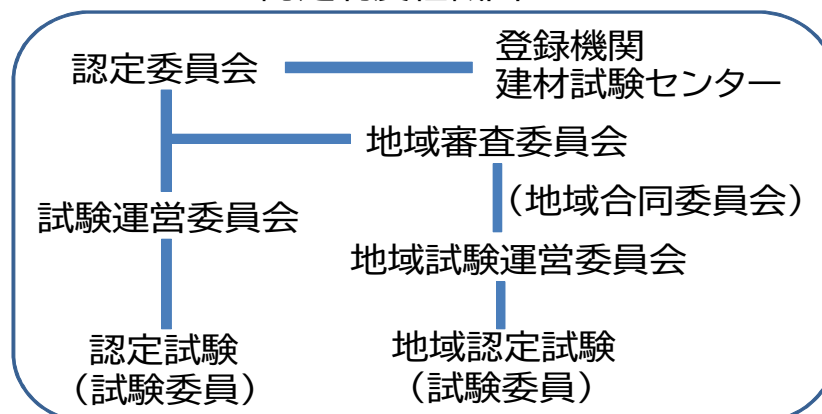 認定委員会
登録機関
建材試験センター
地域審査委員会
（地域合同委員会）
試験運営委員会
地域試験運営委員会
認定試験
（試験委員）
地域認定試験
（試験委員）